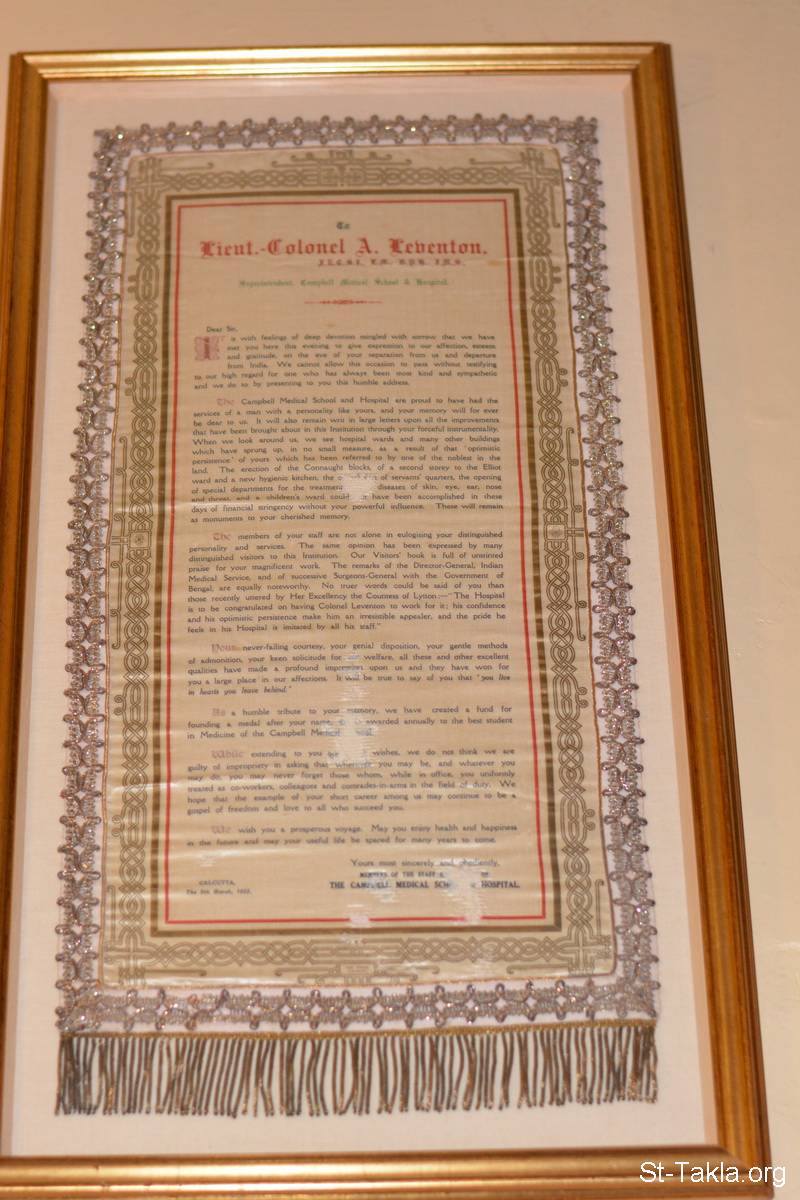 To
Lieut.-Colonel A. Leventon,
Superintendent, Campbell Medical School & Hospital.
Dear Sir,
It is with feelings of deep devotion mingled with sorrow that we have
met you here this evening to give expression to our affection, esteem
and gratitude, on the eve of your separation from us and departure
from India. We cannot allow this occasion to pass without testifying
to our high regard for one who has always been most kind and sympathetic
and we do so by presenting to you this humble address.
The Campbell Medical School and Hospital are proud to have had the
services of a man with a personality like yours, and your memory will for ever
be dear to us. It will also remain writ in large letters upon all the improvements
that have been brought about in this Institution through your forceful instrumentality.
When we look around us, we see hospital wards and many other buildings
which have sprung up, in no small measure, as a result of that 'optimistic
persistence' of yours which has been referred to by one of the noblest in the
land. The erection of the Connaught blocks, of a second storey to the Elliot
ward and a new hygienic kitchen, the of servants' quarters, the opening
of special departments for the treatment diseases of skin, eye, ear, nose
and throat, and a children's ward could have been accomplished in these
days of financial stringency without your powerful influence. These will remain
as monuments to your cherished memory.
The members of your staff are not alone in eulogising your distinguished
personality and services. The same opinion has been expressed by many
distinguished visitors to this Institution. Our Visitors' book is full of unstinted
praise for your magnificent work. The remarks of the Director-General, Indian
Medical Service, and of successive Surgeons-General with the Government of
Bengal, are equally noteworthy. No truer words could be said of you than
those recently uttered by Her Excellency the Countess of Lytton:—"The Hospital
is to be congratulated on having Colonel Leventon to work for it; his confidence
and his optimistic persistence make him an irresistible appealer, and the pride he
feels in his Hospital is imitated by all his staff."
Your never-failing courtesy, your genial disposition, your gentle methods
of admonition, your keen solicitude for welfare, all these and other excellent
qualities have made a profound impression upon us and they have won for
you a large place in our affections. It will be true to say of you that 'you live
in hearts you leave behind.'
As a humble tribute to your memory, we have created a fund for
founding a medal after your name, awarded annually to the best student
in Medicine of the Campbell Medical
While extending to you wishes, we do not think we are
guilty of impropriety in asking that wherever you may be, and whatever you
may do, you may never forget those whom, while in office, you uniformly
treated as co-workers, colleagues and comrades-in-arms in the field of duty. We
hope that the example of your short career among us may continue to be a
gospel of freedom and love to all who succeed you.
We wish you a prosperous voyage. May you enjoy health and happiness
in the future and may your useful life be spared for many years to come.
Yours most sincerely and obediently,
CALCUTTA, MEMBERS OF THE STAFF
The March, THE CAMPBELL MEDICAL HOSPITAL.
St-Takla.org